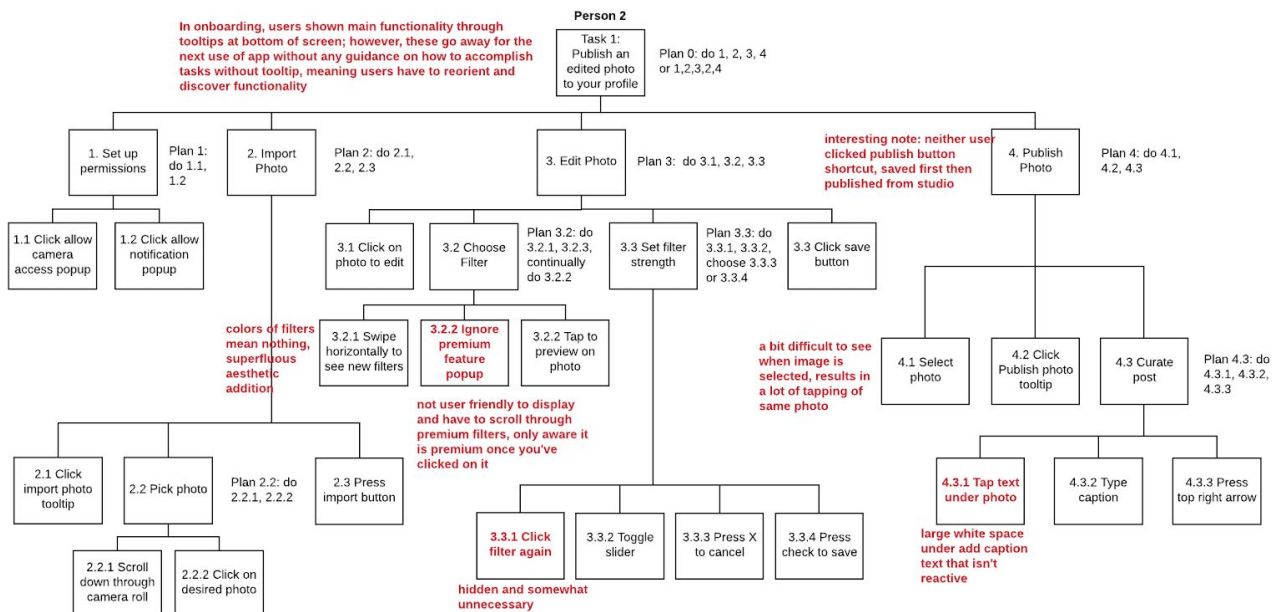 Person 2
In onboarding, users shown main functionality through
tooltips at bottom of screen; however, these go away for the
next use of app without any guidance on how to accomplish
tasks without tooltip, meaning users have to reorient and
discover functionality
Task 1:
Publish an
edited photo
to your profile
Plan 0: do 1, 2, 3, 4
or 1,2,3,2,4
1. Set up
permissions
Plan 1:
do 1.1,
1.2
2. Import
Photo
Plan 2: do 2.1,
2.2, 2.3
3. Edit Photo
Plan 3: do 3.1, 3.2, 3.3
interesting note: neither user
clicked publish button
shortcut, saved first then
published from studio
4. Publish
Photo
Plan 4: do 4.1,
4.2, 4.3
1.1 Click allow
camera
access popup
1.2 Click allow
notification
popup
3.1 Click on
photo to edit
3.2 Choose
Filter
Plan 3.2: do
3.2.1, 3.2.3,
continually
do 3.2.2
3.3 Set filter
strength
Plan 3.3: do
3.3.1, 3.3.2,
choose 3.3.3
or 3.3.4
3.3 Click save
button
colors of filters
mean nothing,
superfluous
aesthetic
addition
3.2.1 Swipe
horizontally to
see new filters
3.2.2 Ignore
premium
feature
popup
3.2.2 Tap to
preview on
photo
not user friendly to display
and have to scroll through
premium filters, only aware it
is premium once you've
clicked on it
a bit difficult to see
when image is
selected, results in
a lot of tapping of
same photo
4.1 Select
photo
4.2 Click
Publish photo
tooltip
4.3 Curate
post
Plan 4.3: do
4.3.1, 4.3.2,
4.3.3
2.1 Click
import photo
tooltip
2.2 Pick photo
Plan 2.2: do
2.2.1, 2.2.2
2.3 Press
import button
2.2.1 Scroll
down through
camera roll
2.2.2 Click on
desired photo
3.3.1 Click
filter again
3.3.2 Toggle
slider
3.3.3 Press X
to cancel
3.3.4 Press
check to save
hidden and somewhat
unnecessary
4.3.1 Tap text
under photo
4.3.2 Type
caption
4.3.3 Press
top right arrow
large white space
under add caption
text that isn't
reactive